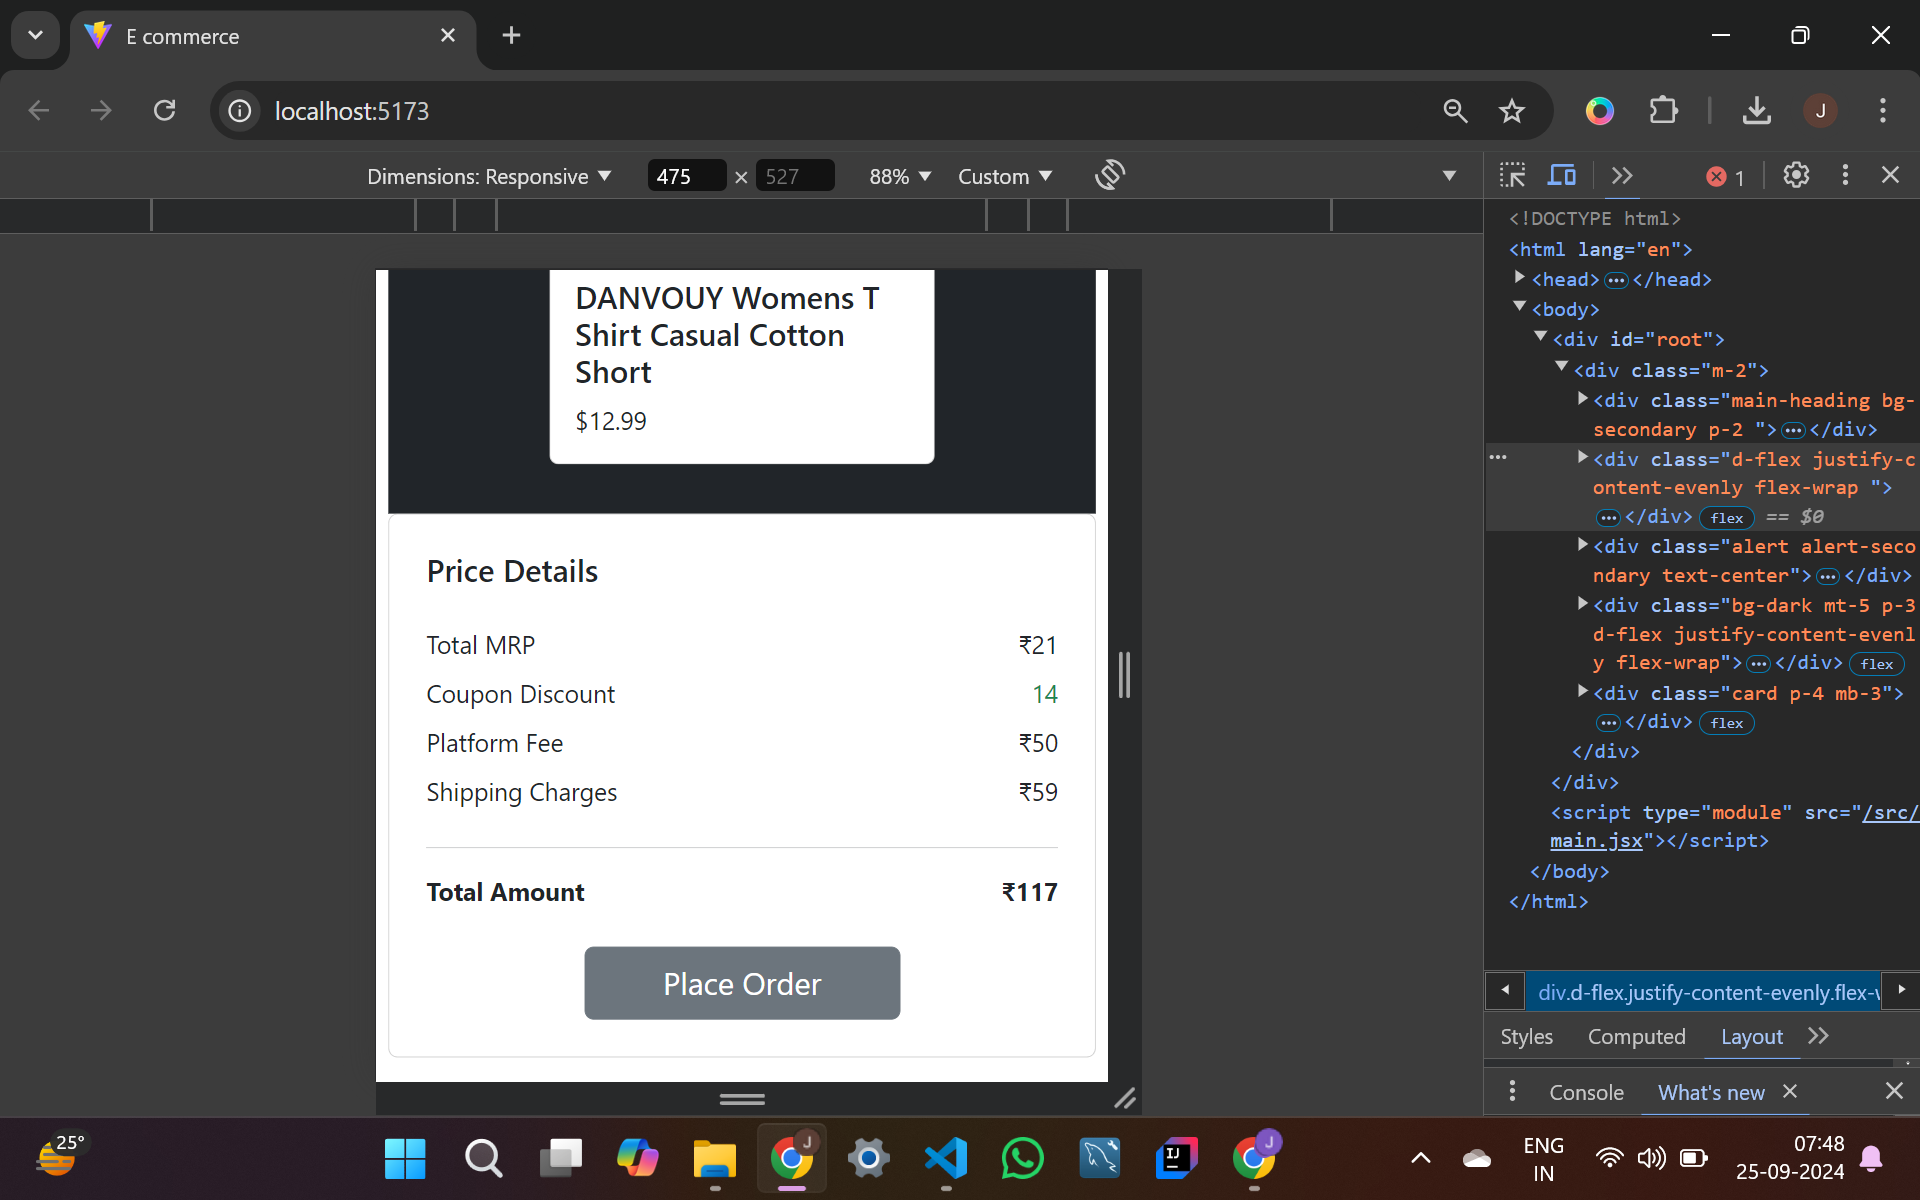 E commerce
localhost:5173
J
Dimensions: Responsive
475
×
527
88%
Custom
1
<!DOCTYPE html>
<html lang="en">
<head>
</head>
<body>
<div id="root">
<div class="m-2">
<div class="main-heading bg-
secondary p-2 ">
</div>
<div class="d-flex justify-c
ontent-evenly flex-wrap ">
</div>
flex
== $0
<div class="alert alert-seco
ndary text-center">
</div>
<div class="bg-dark mt-5 p-3
d-flex justify-content-evenl
y flex-wrap">
</div>
flex
<div class="card p-4 mb-3">
</div>
flex
</div>
</div>
<script type="module" src="/src/
main.jsx"></script>
</body>
</html>
div.d-flex.justify-content-evenly.flex-
Styles
Computed
Layout
Console
What's new
DANVOUY Womens T
Shirt Casual Cotton
Short
$12.99
Price Details
Total MRP ₹21
Coupon Discount 14
Platform Fee ₹50
Shipping Charges ₹59
Total Amount ₹117
Place Order
25°
J
IJ
J
ENG
IN
07:48
25-09-2024